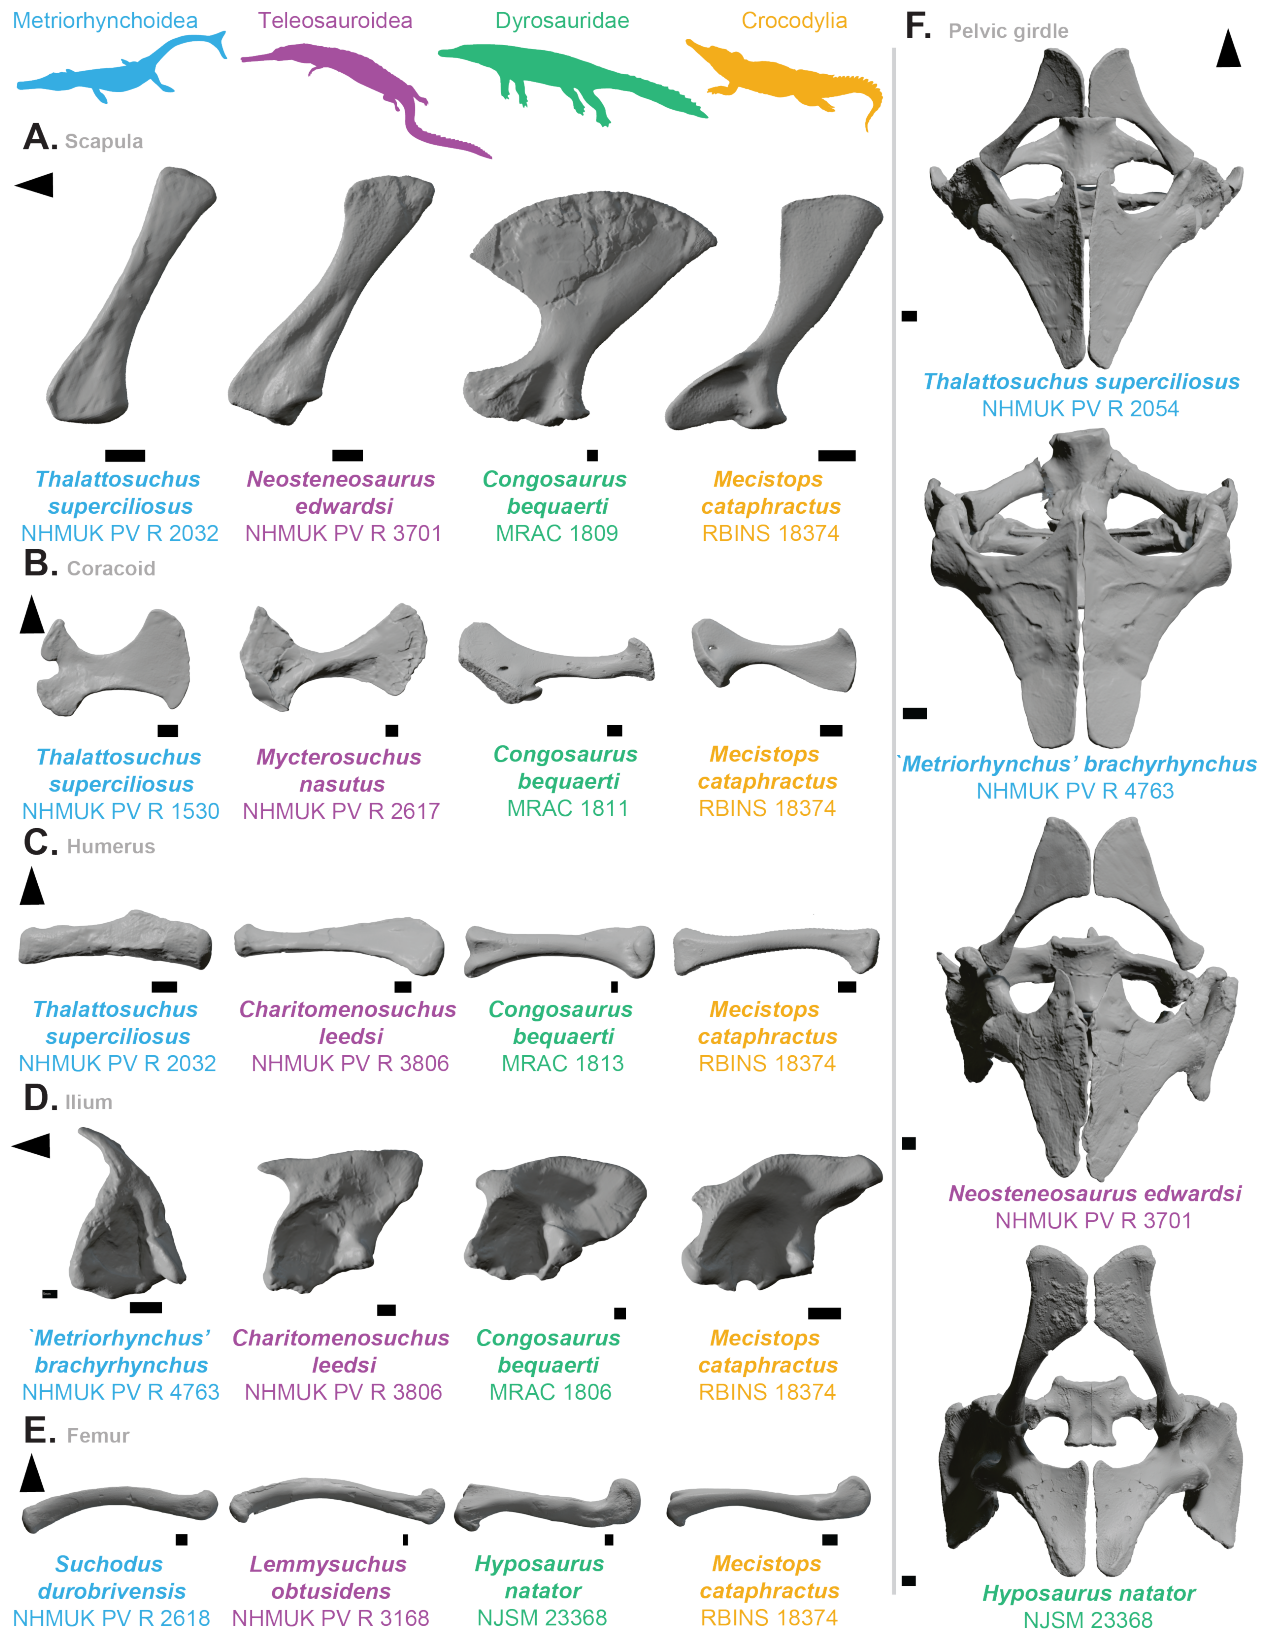 Metriorhynchoidea
Teleosauroidea
Dyrosauridae
Crocodylia
A. Scapula
Thalattosuchus
superciliosus
NHMUK PV R 2032
Neosteneosaurus
edwardsi
NHMUK PV R 3701
Congosaurus
bequaerti
MRAC 1809
Mecistops
cataphractus
RBINS 18374
B. Coracoid
Thalattosuchus
superciliosus
NHMUK PV R 1530
Mycterosuchus
nasutus
NHMUK PV R 2617
Congosaurus
bequaerti
MRAC 1811
Mecistops
cataphractus
RBINS 18374
C. Humerus
Thalattosuchus
superciliosus
NHMUK PV R 2032
Charitomenosuchus
leedsi
NHMUK PV R 3806
Congosaurus
bequaerti
MRAC 1813
Mecistops
cataphractus
RBINS 18374
D. Ilium
`Metriorhynchus’
brachyrhynchus
NHMUK PV R 4763
Charitomenosuchus
leedsi
NHMUK PV R 3806
Congosaurus
bequaerti
MRAC 1806
Mecistops
cataphractus
RBINS 18374
E. Femur
Suchodus
durobrivensis
NHMUK PV R 2618
Lemmysuchus
obtusidens
NHMUK PV R 3168
Hyposaurus
natator
NJSM 23368
Mecistops
cataphractus
RBINS 18374
F. Pelvic girdle
Thalattosuchus superciliosus
NHMUK PV R 2054
`Metriorhynchus’ brachyrhynchus
NHMUK PV R 4763
Neosteneosaurus edwardsi
NHMUK PV R 3701
Hyposaurus natator
NJSM 23368